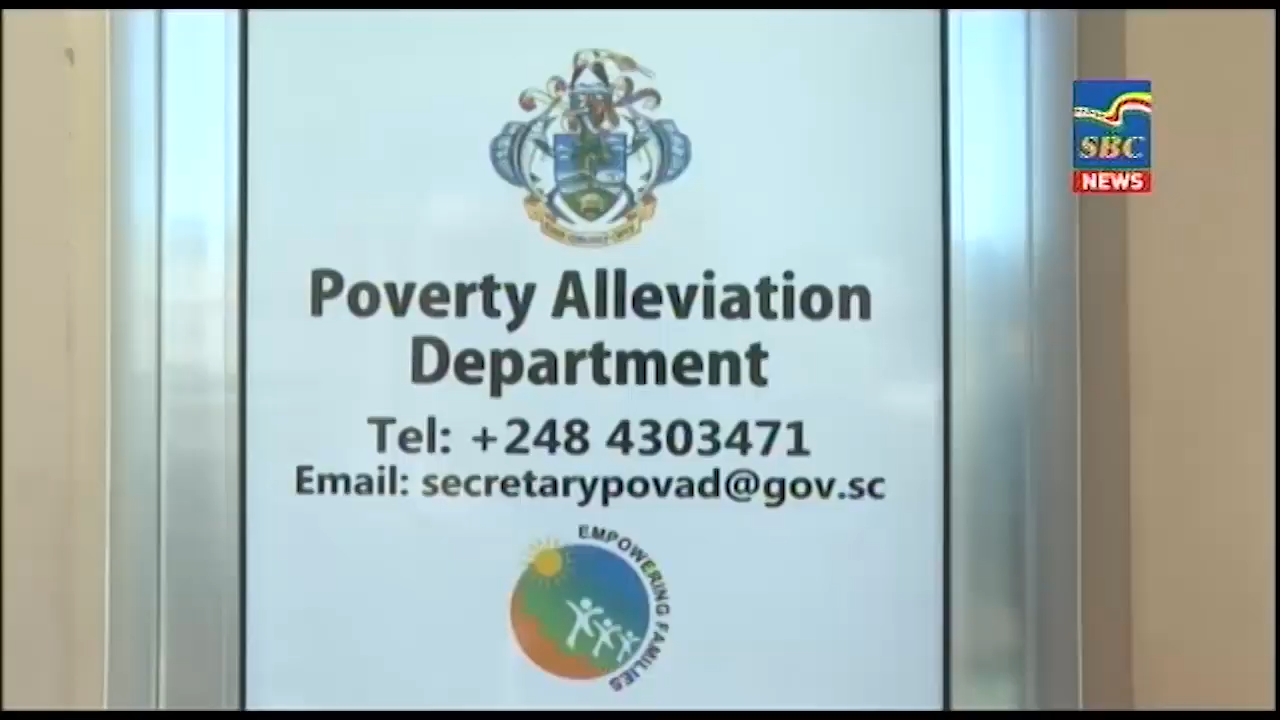 Poverty Alleviation
Department
Tel: +248 4303471
Email: secretarypovad@gov.sc
EMPOWERING FAMILIES
SBC
NEWS